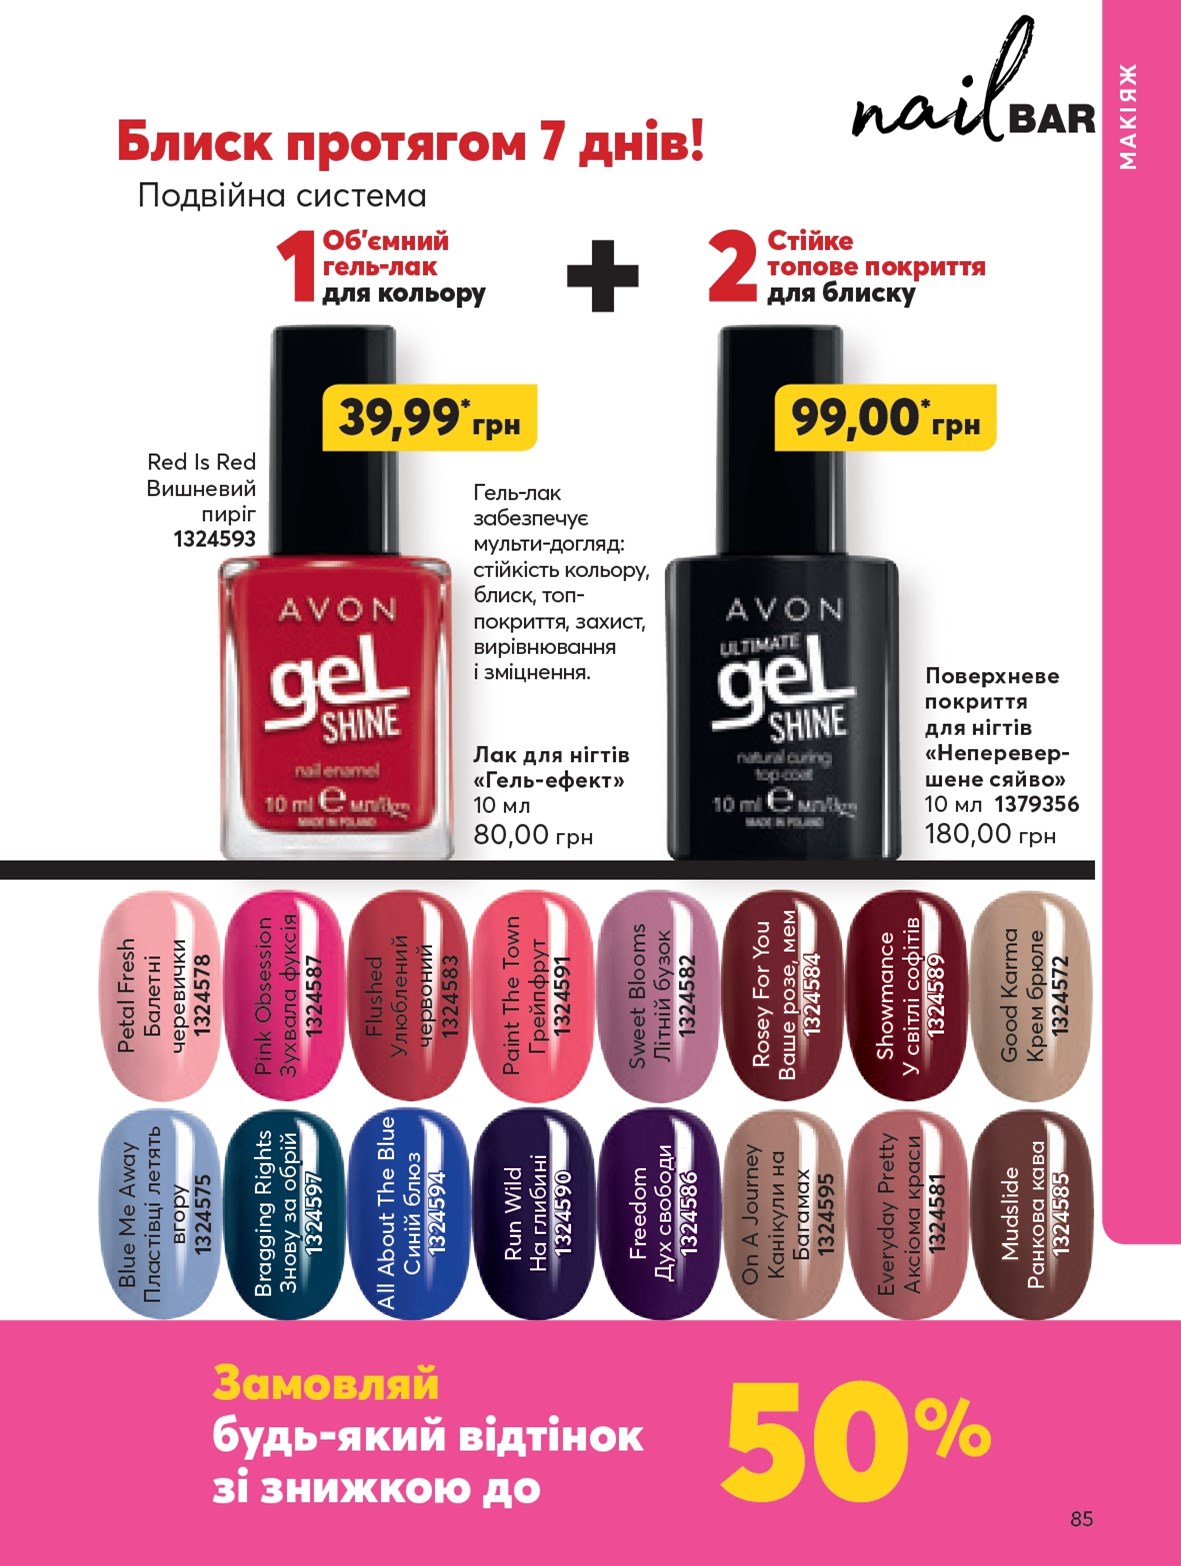 nail BAR
МАКІЯЖ
Блиск протягом 7 днів!
Подвійна система
1 Об'ємний
гель-лак
для кольору
+
2 Стійке
топове покриття
для блиску
39,99* грн
99,00* грн
Red Is Red
Вишневий
пиріг
1324593
Гель-лак
забезпечує
мульти-догляд:
стійкість кольору,
блиск, топ-
покриття, захист,
вирівнювання
і зміцнення.
AVON
gel
SHINE
nail enamel
10 ml e мл/
MADE IN POLAND
Лак для нігтів
«Гель-ефект»
10 мл
80,00 грн
AVON
ULTIMATE
gel
SHINE
natural curing
top coat
10 ml e мл/
MADE IN POLAND
Поверхневе
покриття
для нігтів
«Неперевер-
шене сяйво»
10 мл 1379356
180,00 грн
Petal Fresh
Балетні
черевички
1324578
Pink Obsession
Зухвала фуксія
1324587
Flushed
Улюблений
червоний
1324583
Paint The Town
Грейпфрут
1324591
Sweet Blooms
Літній бузок
1324582
Rosey For You
Ваше розе, мем
1324584
Showmance
У світлі софітів
1324589
Good Karma
Крем брюле
1324572
Blue Me Away
Пластівці летять
вгору
1324575
Bragging Rights
Знову за обрій
1324597
All About The Blue
Синій блюз
1324594
Run Wild
На глибині
1324590
Freedom
Дух свободи
1324586
On A Journey
Канікули на
Багамах
1324595
Everyday Pretty
Аксіома краси
1324581
Mudslide
Ранкова кава
1324585
Замовляй
будь-який відтінок
зі знижкою до
50%
85